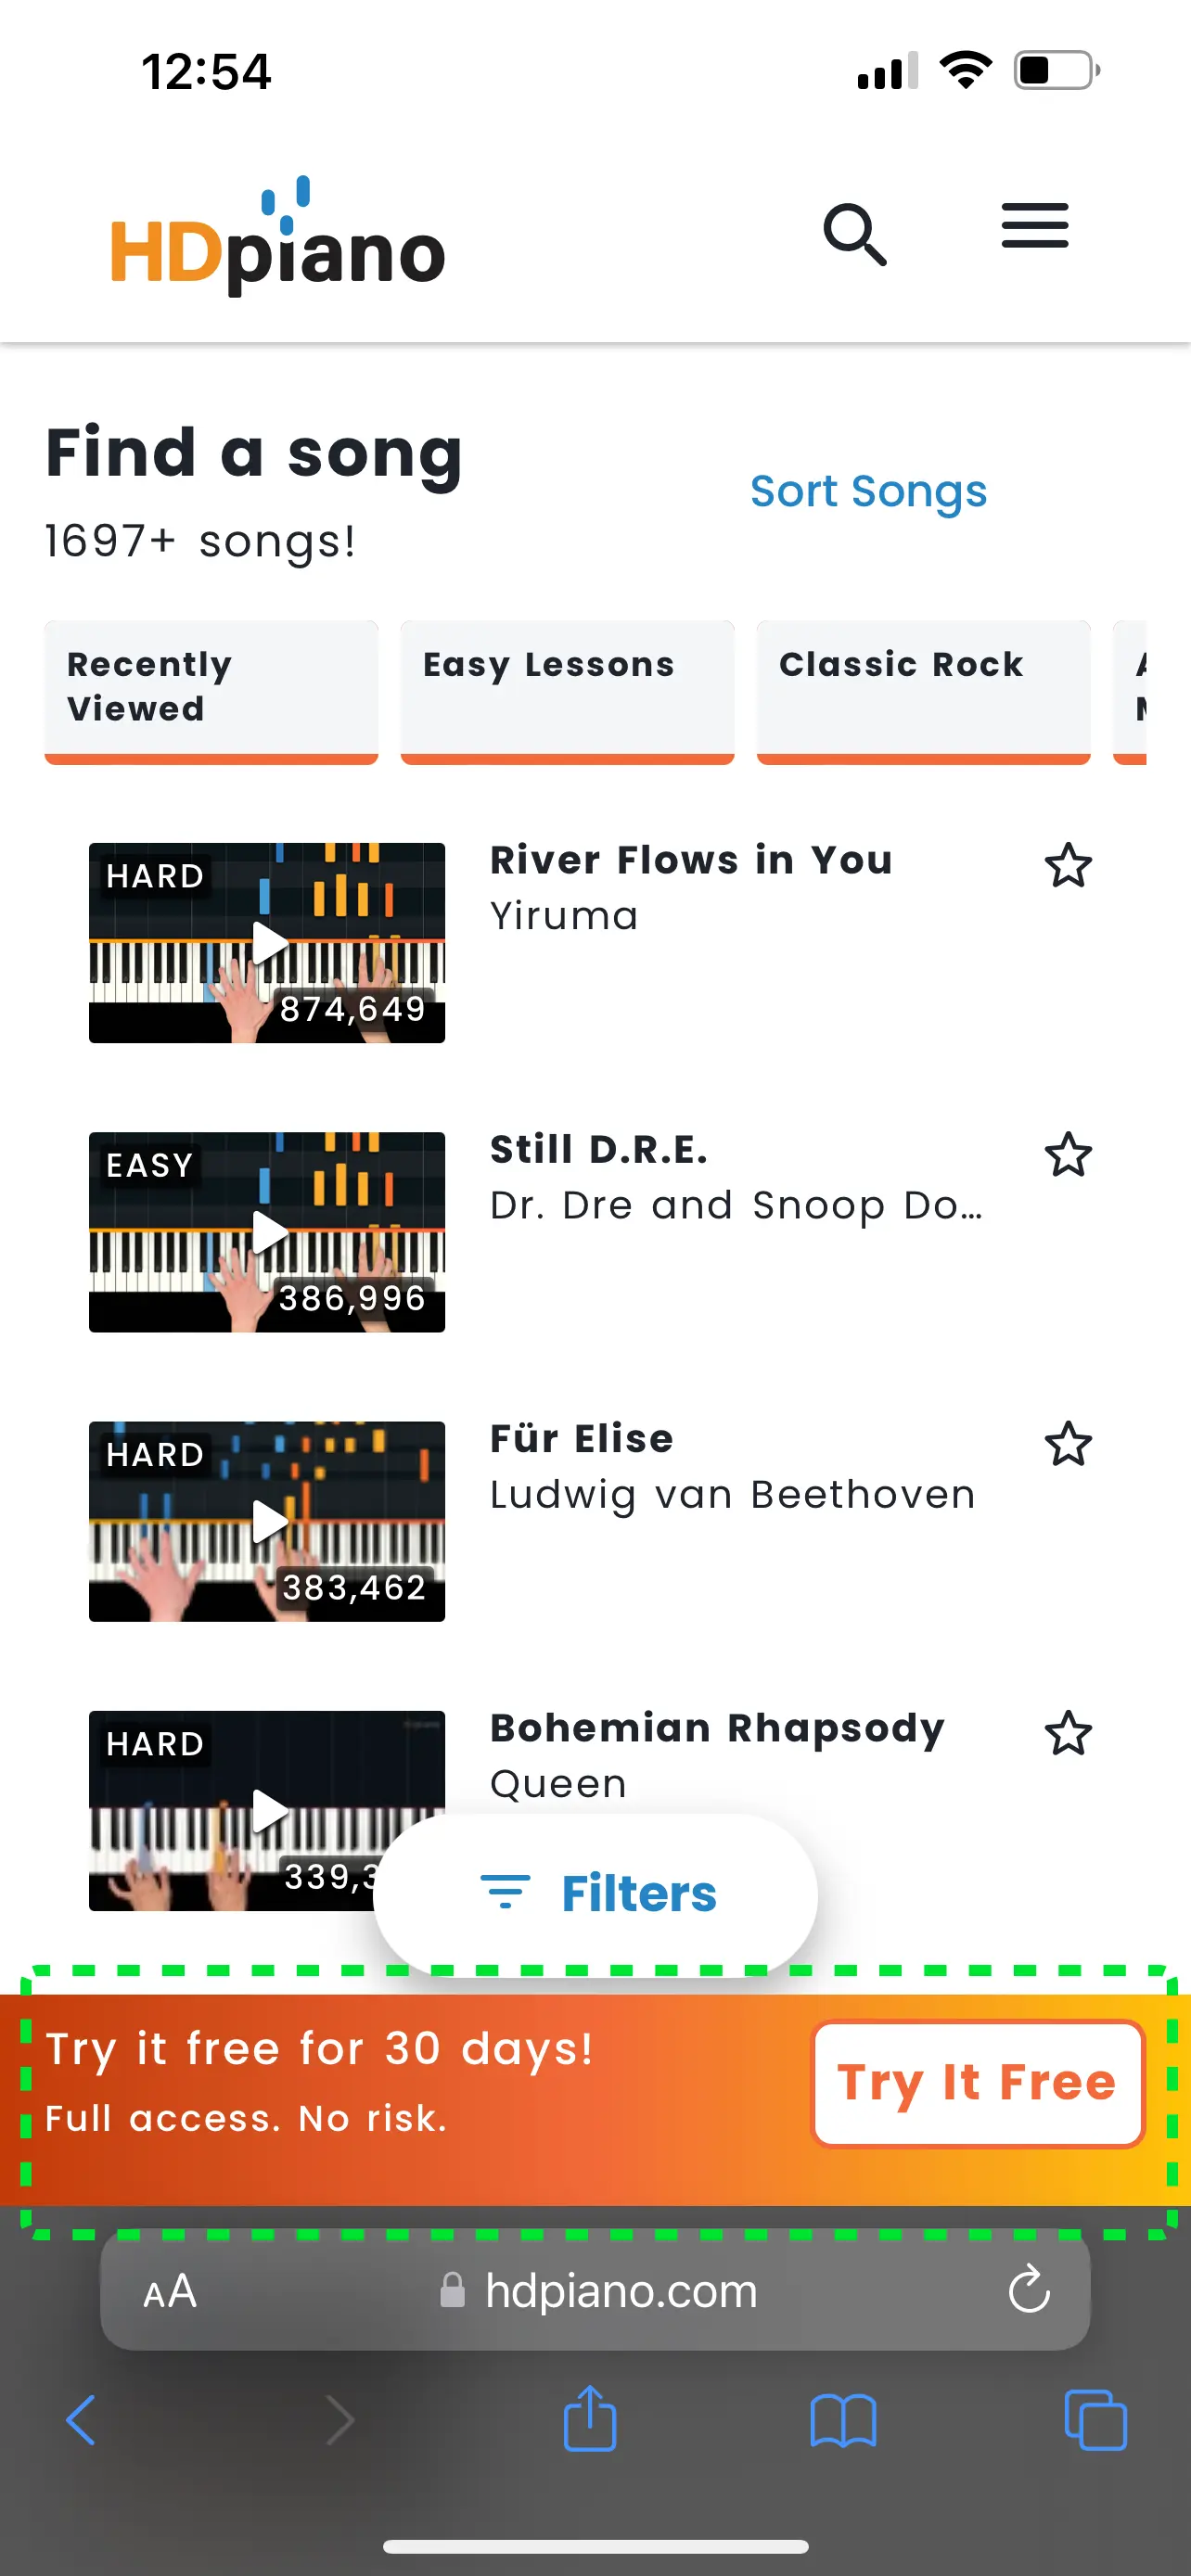 12:54
HDpiano
Find a song
1697+ songs!
Sort Songs
Recently
Viewed
Easy Lessons
Classic Rock
HARD
874,649
River Flows in You
Yiruma
EASY
386,996
Still D.R.E.
Dr. Dre and Snoop Do...
HARD
383,462
Für Elise
Ludwig van Beethoven
HARD
339,3
Bohemian Rhapsody
Queen
Filters
Try it free for 30 days!
Full access. No risk.
Try It Free
AA
hdpiano.com